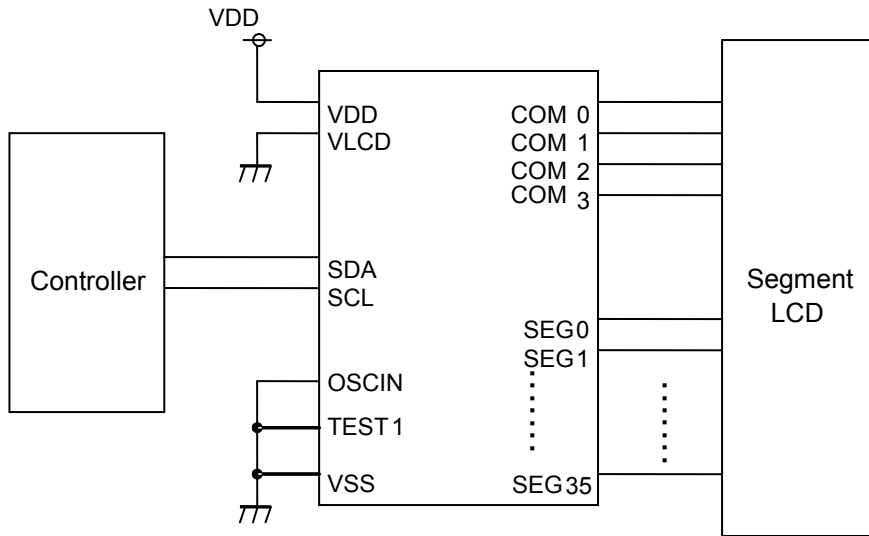 VDD
VDD
VLCD
SDA
SCL
OSCIN
TEST1
VSS
COM 0
COM 1
COM 2
COM 3
SEG0
SEG1
SEG35
Controller
Segment
LCD